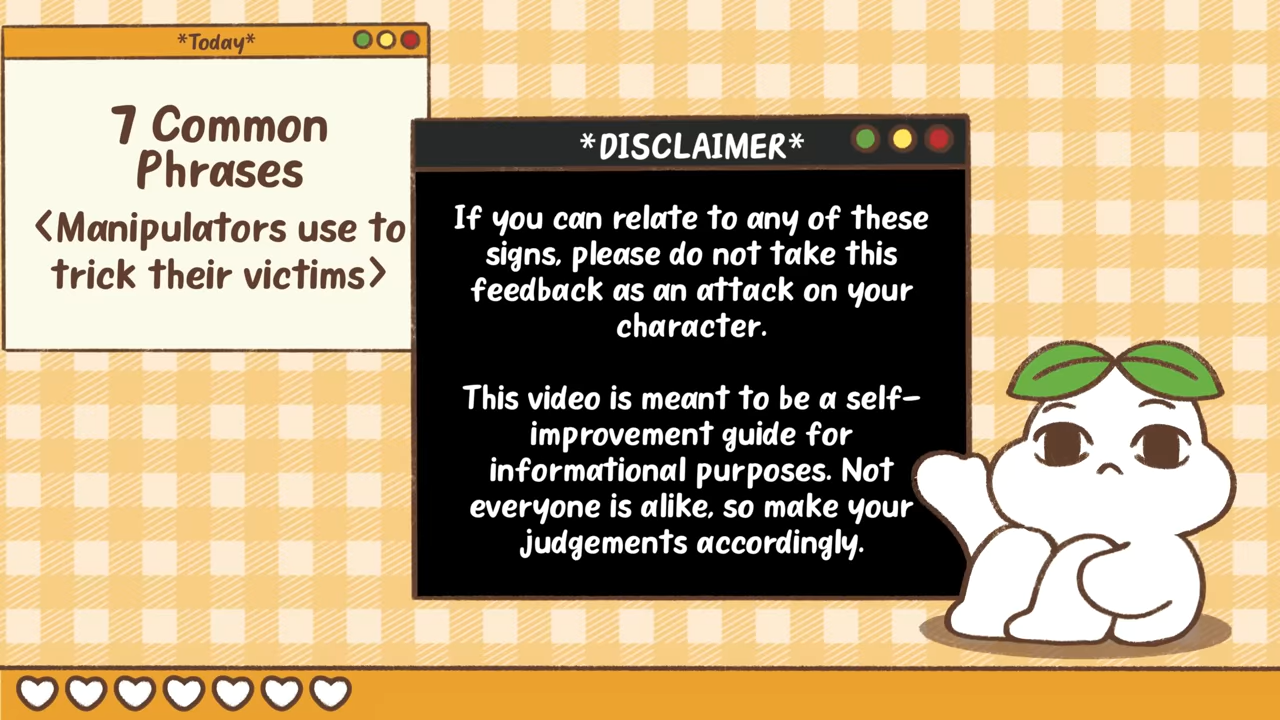 *Today*
7 Common
Phrases
<Manipulators use to
trick their victims>
*DISCLAIMER*
If you can relate to any of these
signs, please do not take this
feedback as an attack on your
character.
This video is meant to be a self-
improvement guide for
informational purposes. Not
everyone is alike, so make your
judgements accordingly.